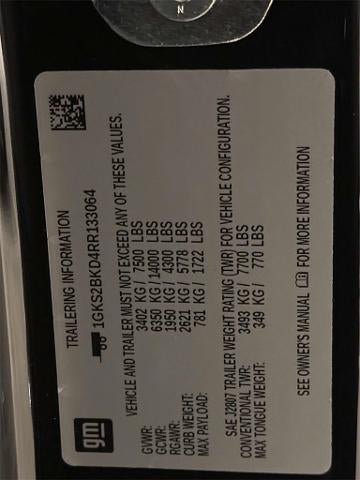 N
gm
TRAILERING INFORMATION
1GKS2BKD4RR133064
VEHICLE AND TRAILER MUST NOT EXCEED ANY OF THESE VALUES.
GVWR: 3402 KG / 7500 LBS
GCWR: 6350 KG / 14000 LBS
RGAWR: 1950 KG / 4300 LBS
CURB WEIGHT: 2621 KG / 5778 LBS
MAX PAYLOAD: 781 KG / 1722 LBS
SAE J2807 TRAILER WEIGHT RATING (TWR) FOR VEHICLE CONFIGURATION.
CONVENTIONAL TWR: 3493 KG / 7700 LBS
MAX TONGUE WEIGHT: 349 KG / 770 LBS
SEE OWNER'S MANUAL FOR MORE INFORMATION